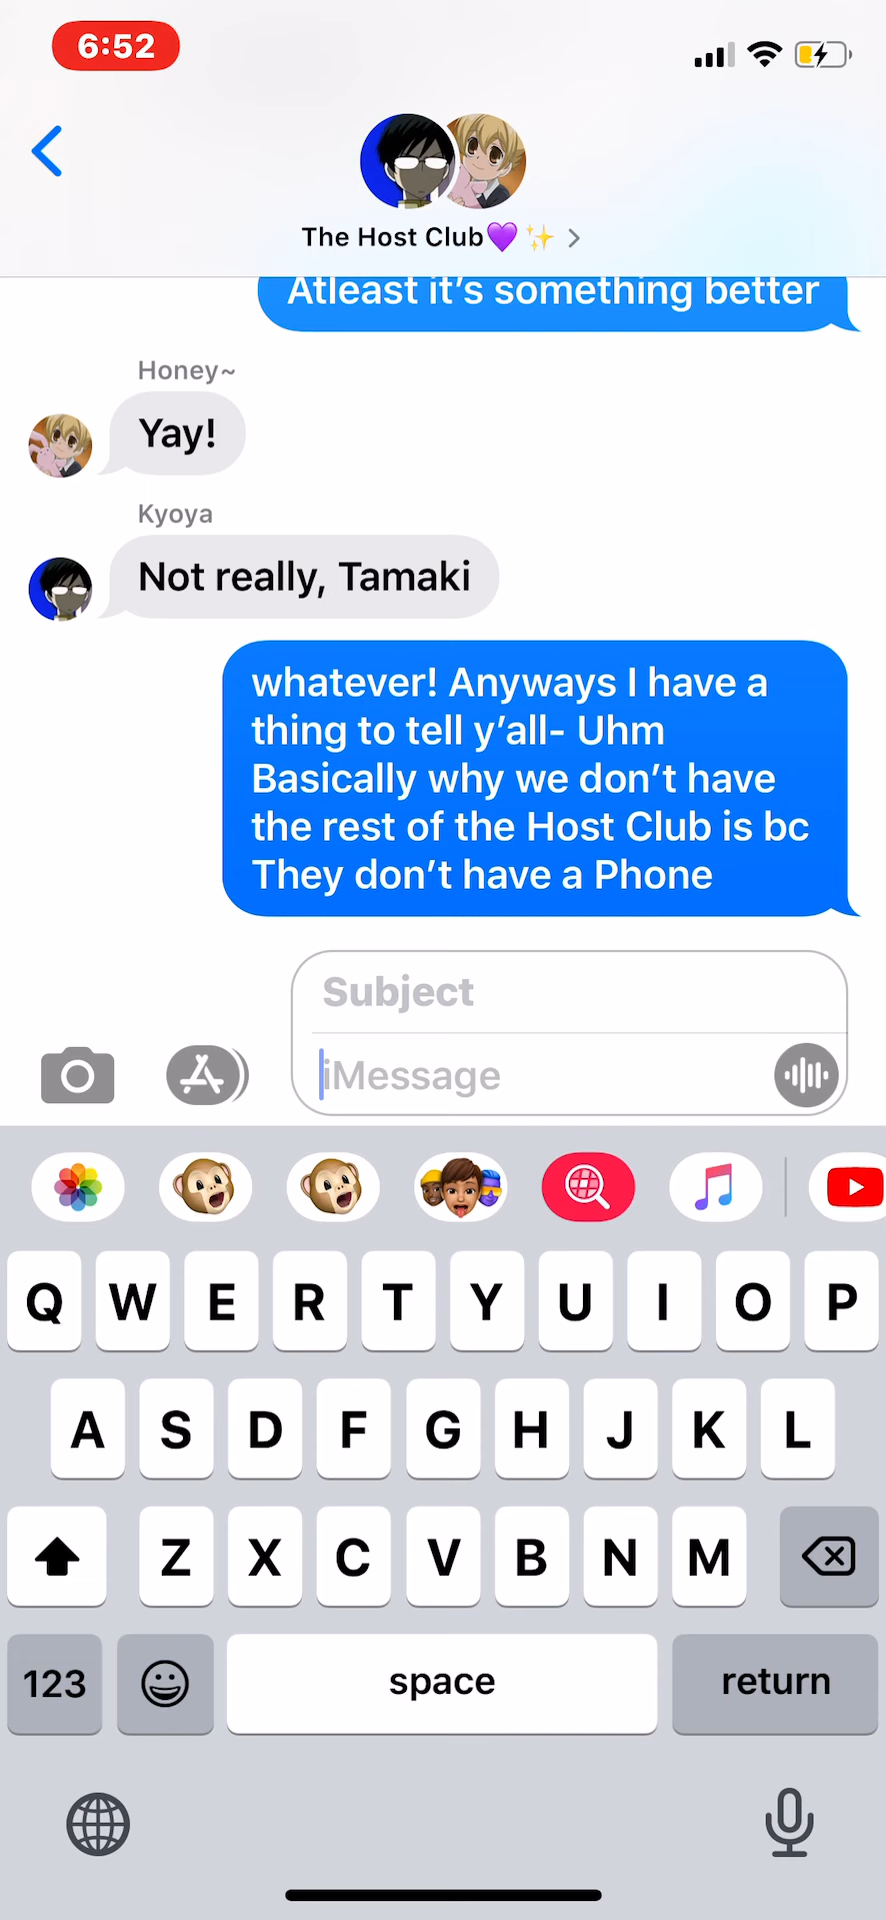 6:52
The Host Club💜✨ >
Atleast it's something better
Honey~
Yay!
Kyoya
Not really, Tamaki
whatever! Anyways I have a
thing to tell y'all- Uhm
Basically why we don't have
the rest of the Host Club is bc
They don't have a Phone
Subject
iMessage
Q W E R T Y U I O P
A S D F G H J K L
Z X C V B N M
123 space return